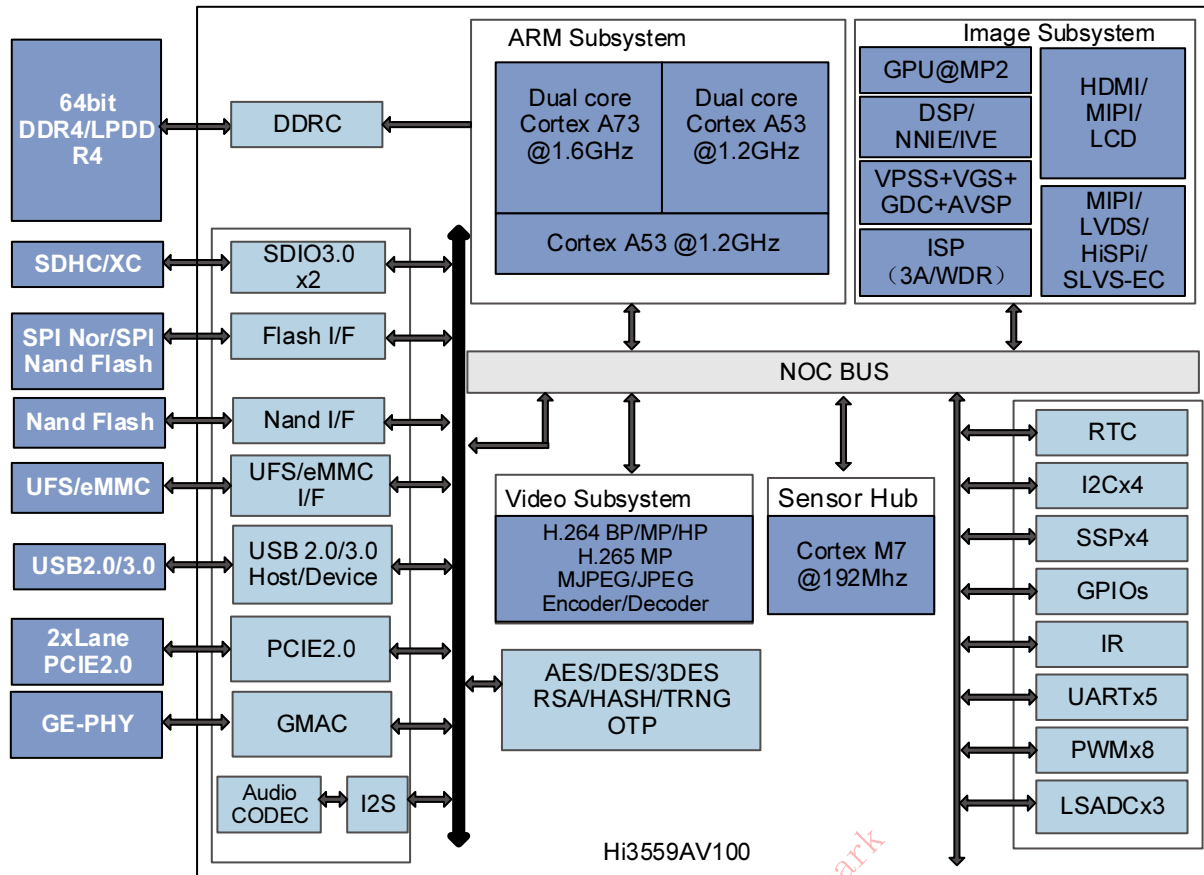 64bit
DDR4/LPDD
R4
DDRC
ARM Subsystem
Dual core
Cortex A73
@1.6GHz
Dual core
Cortex A53
@1.2GHz
Cortex A53 @1.2GHz
Image Subsystem
GPU@MP2
DSP/
NNIE/IVE
VPSS+VGS+
GDC+AVSP
ISP
（3A/WDR）
HDMI/
MIPI/
LCD
MIPI/
LVDS/
HiSPi/
SLVS-EC
SDHC/XC
SDIO3.0
x2
SPI Nor/SPI
Nand Flash
Flash I/F
Nand Flash
Nand I/F
UFS/eMMC
UFS/eMMC
I/F
USB2.0/3.0
USB 2.0/3.0
Host/Device
2xLane
PCIE2.0
PCIE2.0
GE-PHY
GMAC
Audio
CODEC
I2S
NOC BUS
Video Subsystem
H.264 BP/MP/HP
H.265 MP
MJPEG/JPEG
Encoder/Decoder
Sensor Hub
Cortex M7
@192Mhz
AES/DES/3DES
RSA/HASH/TRNG
OTP
RTC
I2Cx4
SSPx4
GPIOs
IR
UARTx5
PWMx8
LSADCx3
Hi3559AV100